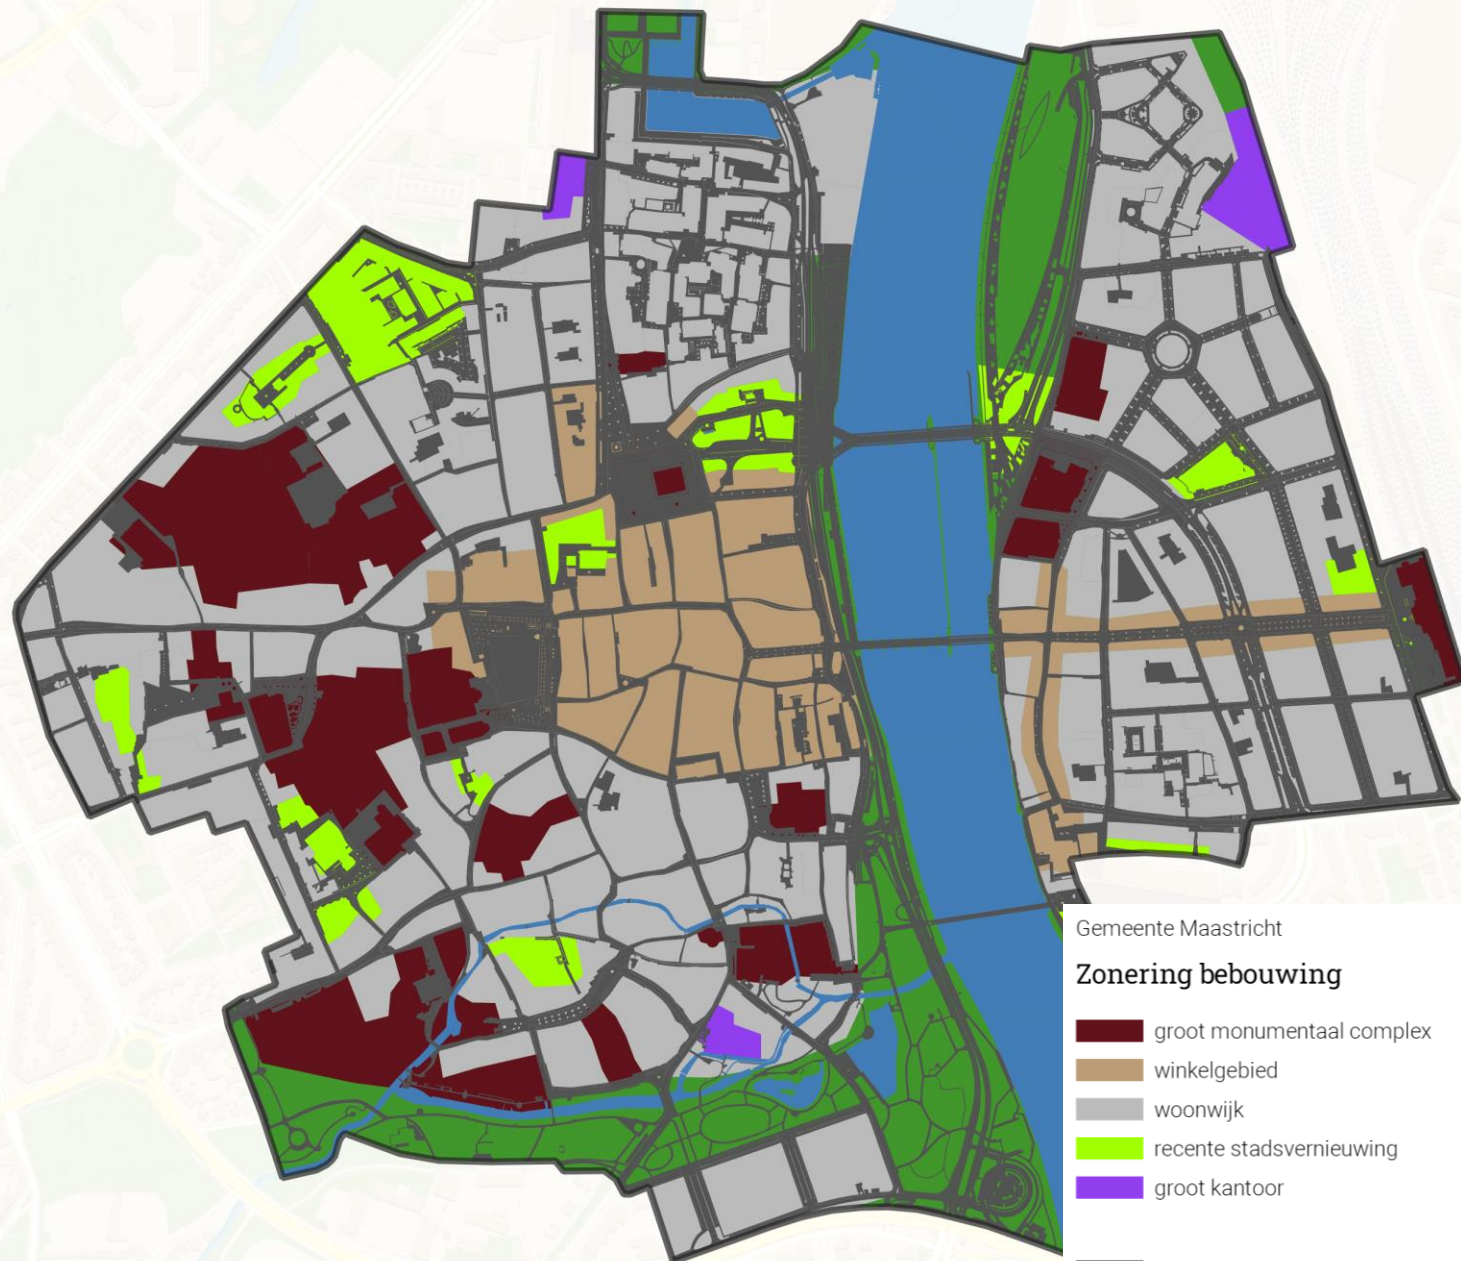 Gemeente Maastricht
Zonering bebouwing
groot monumentaal complex
winkelgebied
woonwijk
recente stadsvernieuwing
groot kantoor